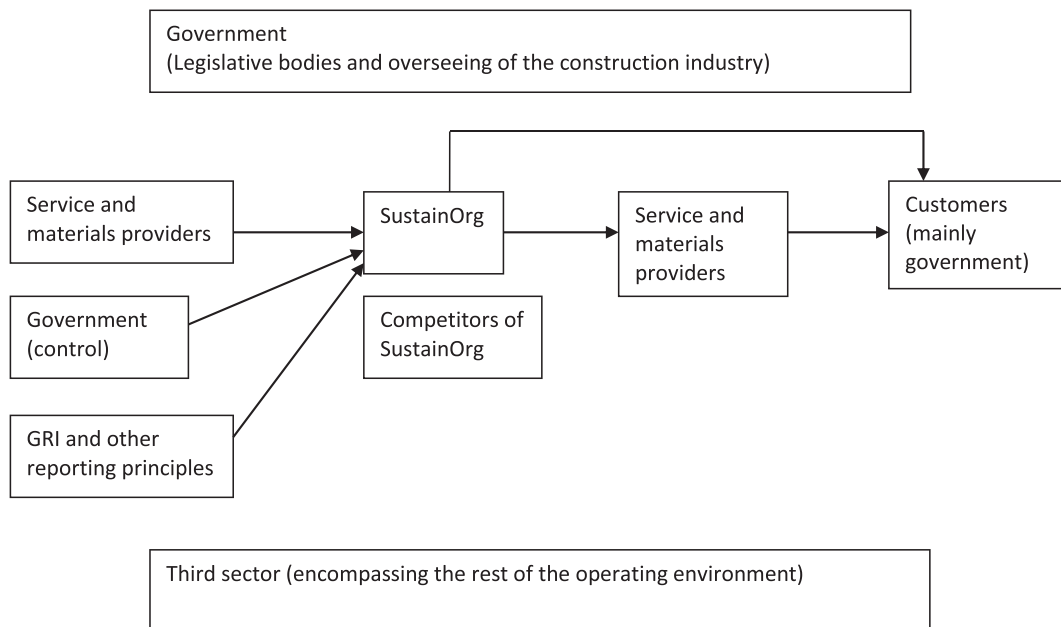 Government
(Legislative bodies and overseeing of the construction industry)
Service and
materials providers
SustainOrg
Service and
materials
providers
Customers
(mainly
government)
Government
(control)
Competitors of
SustainOrg
GRI and other
reporting principles
Third sector (encompassing the rest of the operating environment)